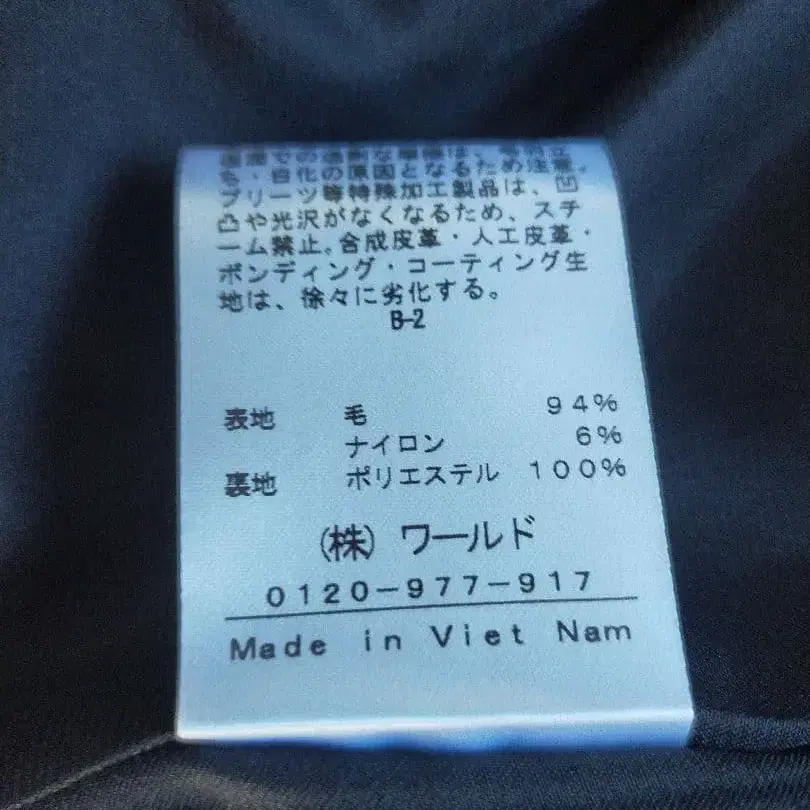 での
色・白化の原因となるため注意。
プリーツ等特殊加工製品は、凹
凸や光沢がなくなるため、スチ
ーム禁止。合成皮革・人工皮革・
ボンディング・コーティング生
地は、徐々に劣化する。
B-2
表地 毛 94%
ナイロン 6%
裏地 ポリエステル 100%
(株) ワールド
0120-977-917
Made in Viet Nam